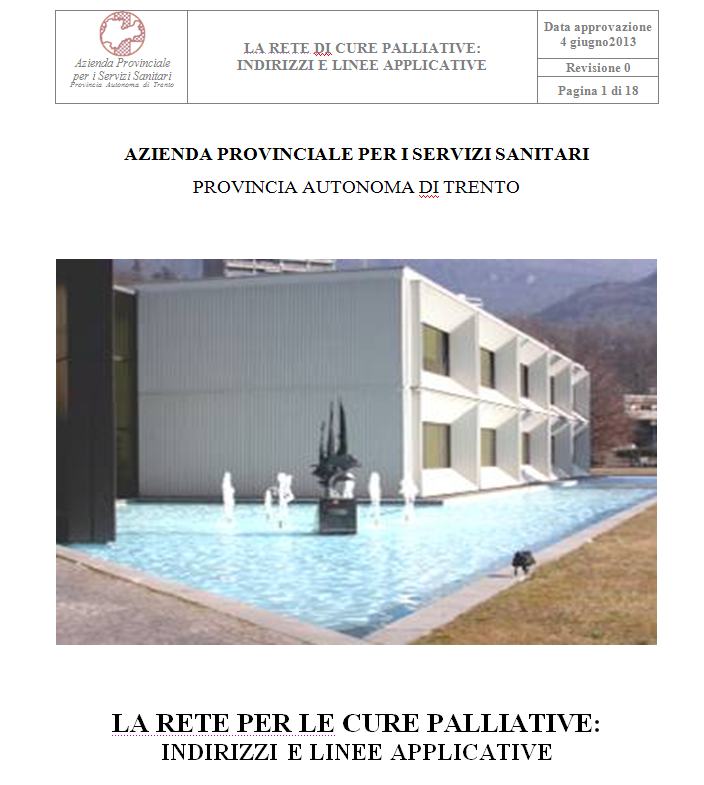 Azienda Provinciale
per i Servizi Sanitari
Provincia Autonoma di Trento
LA RETE DI CURE PALLIATIVE:
INDIRIZZI E LINEE APPLICATIVE
Data approvazione
4 giugno2013
Revisione 0
Pagina 1 di 18
AZIENDA PROVINCIALE PER I SERVIZI SANITARI
PROVINCIA AUTONOMA DI TRENTO
LA RETE PER LE CURE PALLIATIVE:
INDIRIZZI E LINEE APPLICATIVE